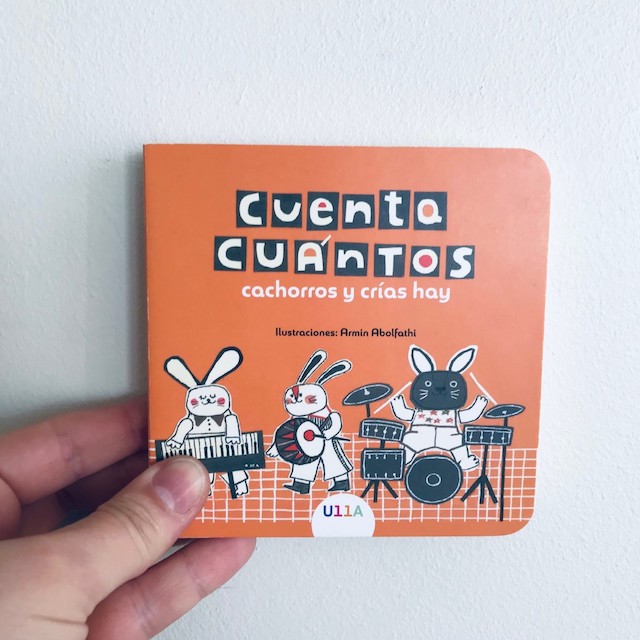 cuenta
cuántos
cachorros y crías hay
Ilustraciones: Armin Abolfathi
U11A